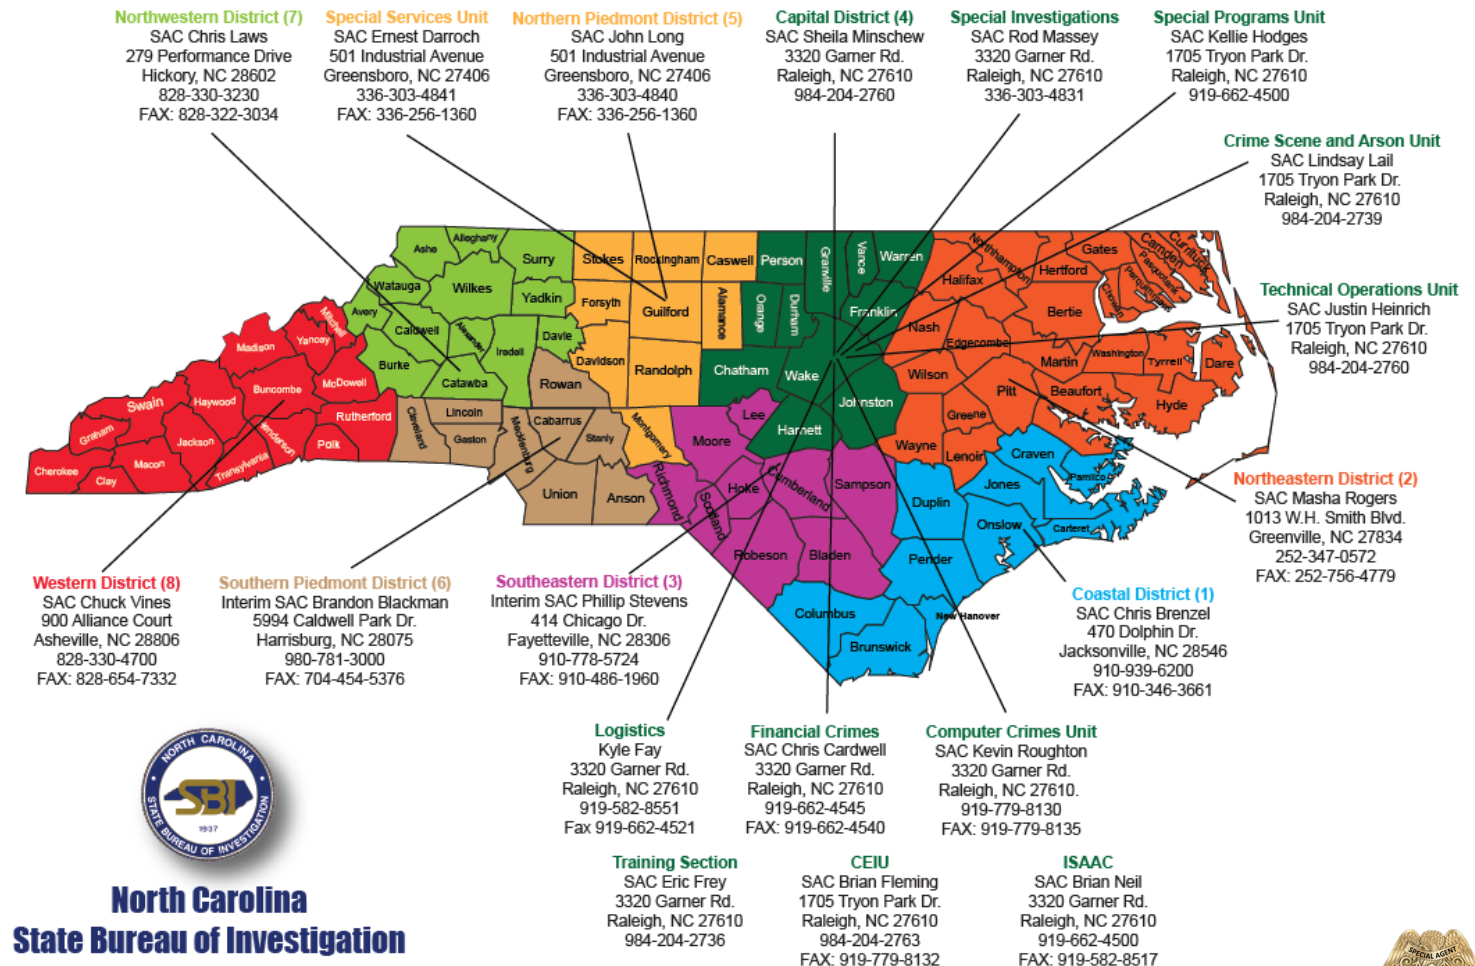 Northwestern District (7)
SAC Chris Laws
279 Performance Drive
Hickory, NC 28602
828-330-3230
FAX: 828-322-3034
Special Services Unit
SAC Ernest Darroch
501 Industrial Avenue
Greensboro, NC 27406
336-303-4841
FAX: 336-256-1360
Northern Piedmont District (5)
SAC John Long
501 Industrial Avenue
Greensboro, NC 27406
336-303-4840
FAX: 336-256-1360
Capital District (4)
SAC Sheila Minschew
3320 Garner Rd.
Raleigh, NC 27610
984-204-2760
Special Investigations
SAC Rod Massey
3320 Garner Rd.
Raleigh, NC 27610
336-303-4831
Special Programs Unit
SAC Kellie Hodges
1705 Tryon Park Dr.
Raleigh, NC 27610
919-662-4500
Crime Scene and Arson Unit
SAC Lindsay Lail
1705 Tryon Park Dr.
Raleigh, NC 27610
984-204-2739
Technical Operations Unit
SAC Justin Heinrich
1705 Tryon Park Dr.
Raleigh, NC 27610
984-204-2760
Ashe
Alleghany
Surry
Watauga
Wilkes
Yadkin
Avery
Caldwell
Alexander
Iredell
Davie
Burke
Catawba
Stokes
Rockingham
Caswell
Forsyth
Guilford
Alamance
Davidson
Randolph
Montgomery
Person
Granville
Vance
Warren
Orange
Durham
Franklin
Chatham
Wake
Johnston
Harnett
Halifax
Northhampton
Hertford
Gates
Camden
Currituck
Pasquotank
Perquimmans
Chowan
Bertie
Nash
Edgecombe
Martin
Washington
Tyrrell
Dare
Wilson
Pitt
Beaufort
Hyde
Greene
Wayne
Lenoir
Mitchell
Yancey
Madison
Buncombe
McDowell
Haywood
Swain
Graham
Cherokee
Clay
Macon
Jackson
Transylvania
Henderson
Polk
Rutherford
Cleveland
Lincoln
Gaston
Mecklenburg
Rowan
Cabarrus
Stanly
Union
Anson
Lee
Moore
Richmond
Scotland
Hoke
Cumberland
Sampson
Robeson
Bladen
Craven
Pamlico
Jones
Duplin
Onslow
Carteret
Pender
Columbus
New Hanover
Brunswick
Northeastern District (2)
SAC Masha Rogers
1013 W.H. Smith Blvd.
Greenville, NC 27834
252-347-0572
FAX: 252-756-4779
Western District (8)
SAC Chuck Vines
900 Alliance Court
Asheville, NC 28806
828-330-4700
FAX: 828-654-7332
Southern Piedmont District (6)
Interim SAC Brandon Blackman
5994 Caldwell Park Dr.
Harrisburg, NC 28075
980-781-3000
FAX: 704-454-5376
Southeastern District (3)
Interim SAC Phillip Stevens
414 Chicago Dr.
Fayetteville, NC 28306
910-778-5724
FAX: 910-486-1960
Coastal District (1)
SAC Chris Brenzel
470 Dolphin Dr.
Jacksonville, NC 28546
910-939-6200
FAX: 910-346-3661
Logistics
Kyle Fay
3320 Garner Rd.
Raleigh, NC 27610
919-582-8551
Fax 919-662-4521
Financial Crimes
SAC Chris Cardwell
3320 Garner Rd.
Raleigh, NC 27610
919-662-4545
FAX: 919-662-4540
Computer Crimes Unit
SAC Kevin Roughton
3320 Garner Rd.
Raleigh, NC 27610.
919-779-8130
FAX: 919-779-8135
Training Section
SAC Eric Frey
3320 Garner Rd.
Raleigh, NC 27610
984-204-2736
CEIU
SAC Brian Fleming
1705 Tryon Park Dr.
Raleigh, NC 27610
984-204-2763
FAX: 919-779-8132
ISAAC
SAC Brian Neil
3320 Garner Rd.
Raleigh, NC 27610
919-662-4500
FAX: 919-582-8517
NORTH CAROLINA
SBI
1937
STATE BUREAU OF INVESTIGATION
North Carolina
State Bureau of Investigation
SPECIAL AGENT